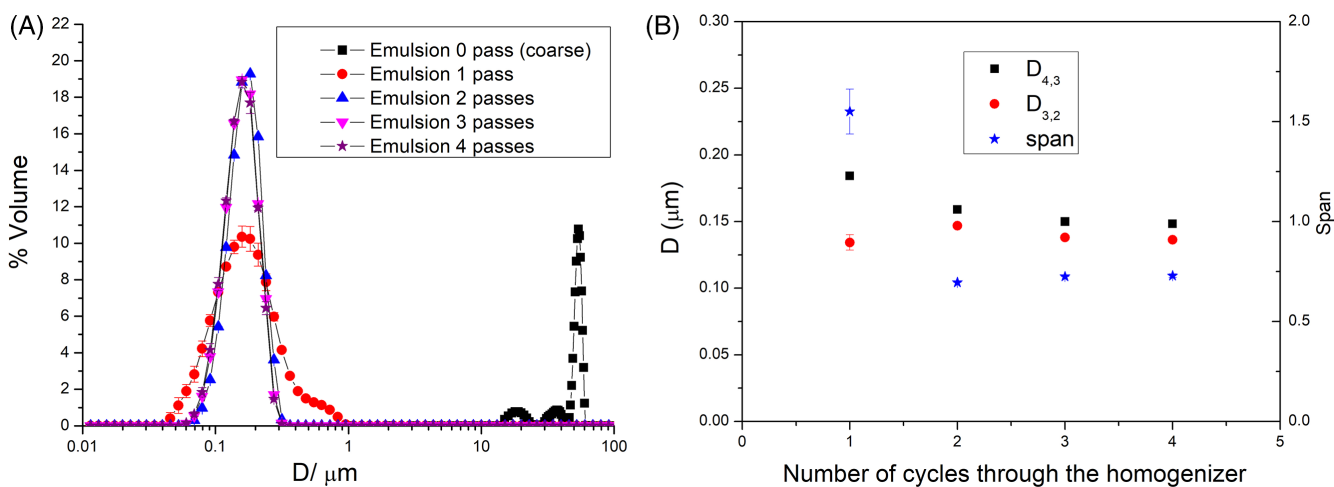 (A)
22
20
18
16
14
12
10
8
6
4
2
0
% Volume
Emulsion 0 pass (coarse)
Emulsion 1 pass
Emulsion 2 passes
Emulsion 3 passes
Emulsion 4 passes
0.01 0.1 1 10 100
D/ μm
(B)
0.30
0.25
0.20
0.15
0.10
0.05
0.00
D (μm)
D4,3
D3,2
span
2.0
1.5
1.0
0.5
0.0
Span
0 1 2 3 4 5
Number of cycles through the homogenizer